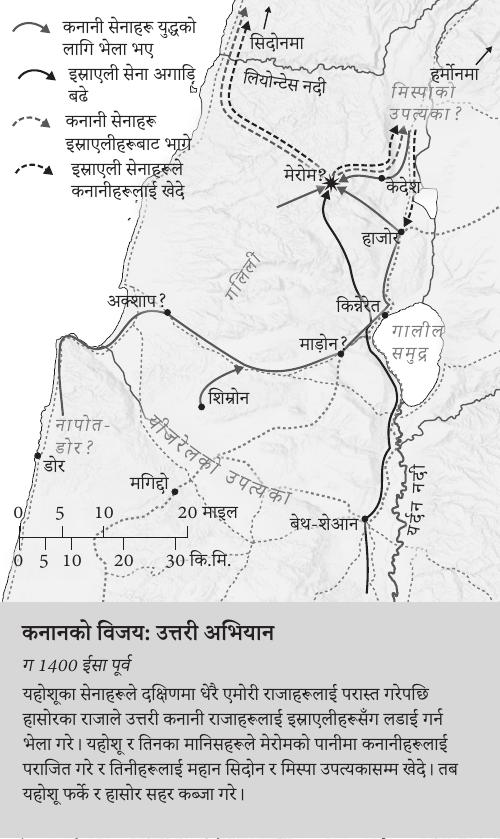 कनानी सेनाहरू युद्धको
लागि भेला भए
इस्राएली सेना अगाडि
बढे
कनानी सेनाहरू
इस्राएलीहरूबाट भाग्रे
इस्राएली सेनाहरूले
कनानीहरूलाई खेदे
सिदोनमा
लियोन्टेस नदी
हर्मोनमा
मिस्पाको
उपत्यका ?
मेरोम?
केदेश
हाजोर
गलिली
अक्शाप ?
किन्नेरेत
गालील
समुद्र
माड़ोन ?
शिम्रोन
नापोत-
डोर ?
डोर
यीजरेलको उपत्यका
मगिद्दो
यर्दन नदी
बेथ-शेआन
0 5 10 20 माइल
0 5 10 20 30 कि.मि.
कनानको विजय: उत्तरी अभियान
ग 1400 ईसा पूर्व
यहोशूका सेनाहरूले दक्षिणमा धेरै एमोरी राजाहरूलाई परास्त गरेपछि
हासोरका राजाले उत्तरी कनानी राजाहरूलाई इस्राएलीहरूसँग लडाई गर्न
भेला गरे । यहोशू र तिनका मानिसहरूले मेरोमको पानीमा कनानीहरूलाई
पराजित गरे र तिनीहरूलाई महान सिदोन र मिस्पा उपत्यकासम्म खेदे । तब
यहोशू फर्के र हासोर सहर कब्जा गरे ।